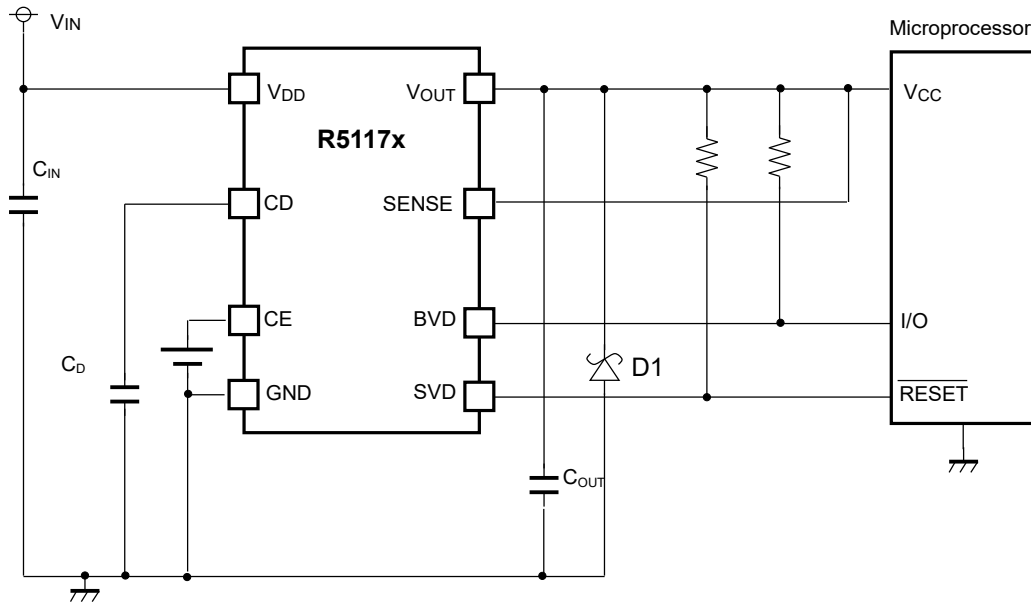 VIN
Microprocessor
VDD
VOUT
VCC
R5117x
CIN
CD
SENSE
CE
BVD
I/O
CD
D1
GND
SVD
RESET
COUT